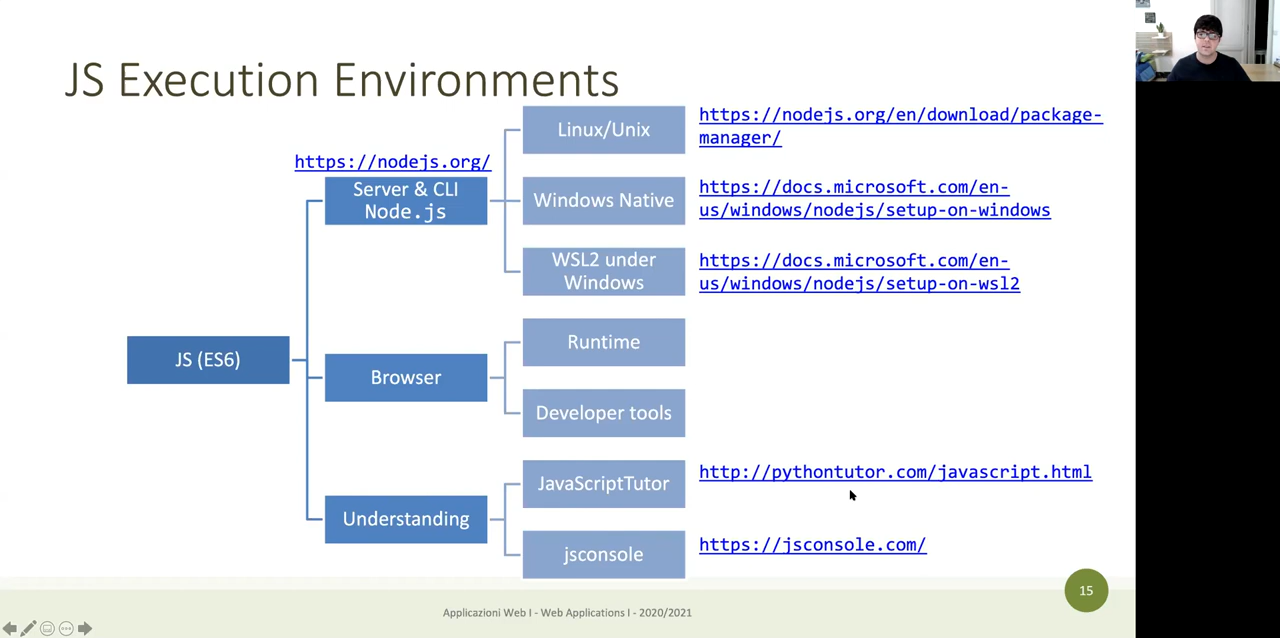 JS Execution Environments
https://nodejs.org/
Server & CLI
Node.js
Linux/Unix
https://nodejs.org/en/download/package-
manager/
Windows Native
https://docs.microsoft.com/en-
us/windows/nodejs/setup-on-windows
WSL2 under
Windows
https://docs.microsoft.com/en-
us/windows/nodejs/setup-on-wsl2
JS (ES6)
Browser
Runtime
Developer tools
Understanding
JavaScriptTutor
http://pythontutor.com/javascript.html
jsconsole
https://jsconsole.com/
15
Applicazioni Web I - Web Applications I - 2020/2021